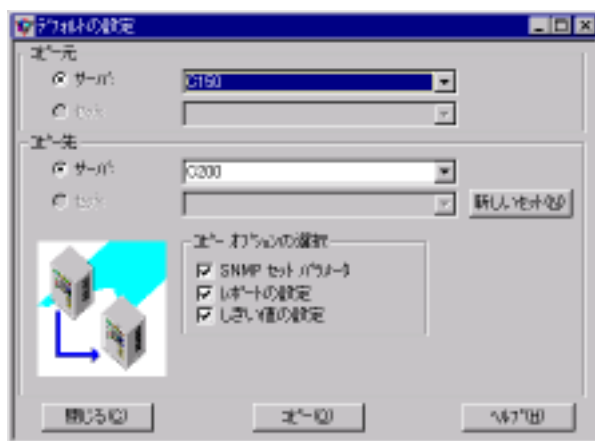 デフォルトの設定
コピー元
サーバ:
C150
セット:
コピー先
サーバ:
C200
セット:
新しいセット(N)
コピー オプションの選択
SNMP セット パラメータ
レポートの設定
しきい値の設定
閉じる(C)
コピー(O)
ヘルプ(H)